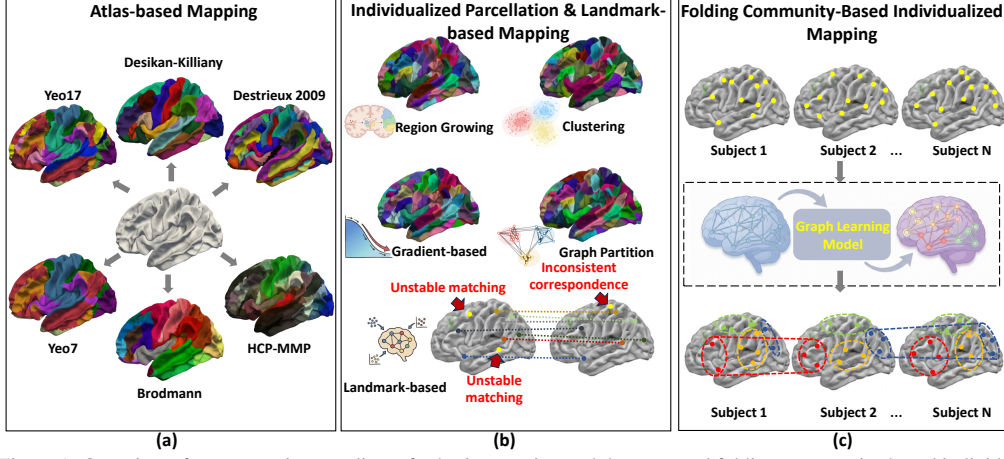 Atlas-based Mapping
Desikan-Killiany
Yeo17
Destrieux 2009
Yeo7
HCP-MMP
Brodmann
(a)
Individualized Parcellation & Landmark-
based Mapping
Region Growing
Clustering
Gradient-based
Graph Partition
Inconsistent
correspondence
Unstable matching
Landmark-based
Unstable
matching
(b)
Folding Community-Based Individualized
Mapping
Subject 1
Subject 2
...
Subject N
Graph Learning
Model
Subject 1
Subject 2
...
Subject N
(c)